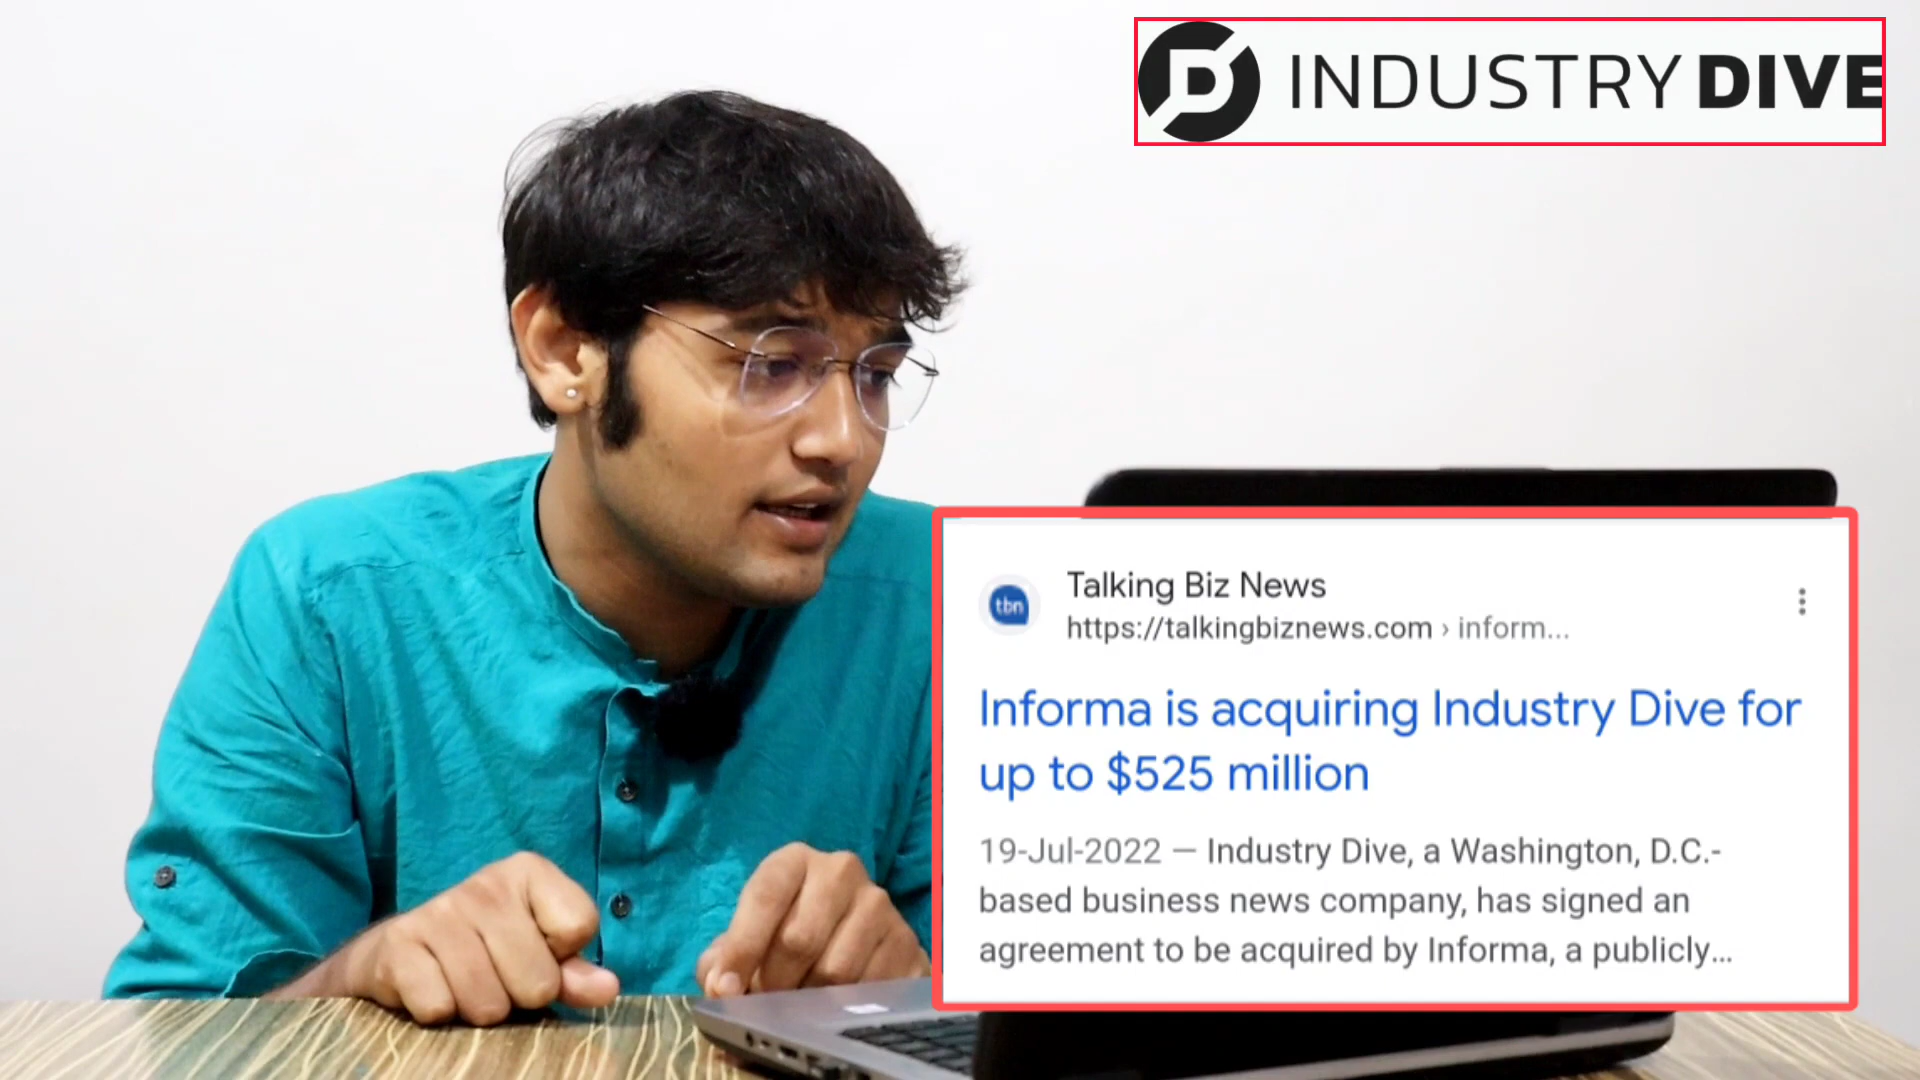 INDUSTRY DIVE
tbn
Talking Biz News
https://talkingbiznews.com › inform...
Informa is acquiring Industry Dive for
up to $525 million
19-Jul-2022 — Industry Dive, a Washington, D.C.-
based business news company, has signed an
agreement to be acquired by Informa, a publicly...